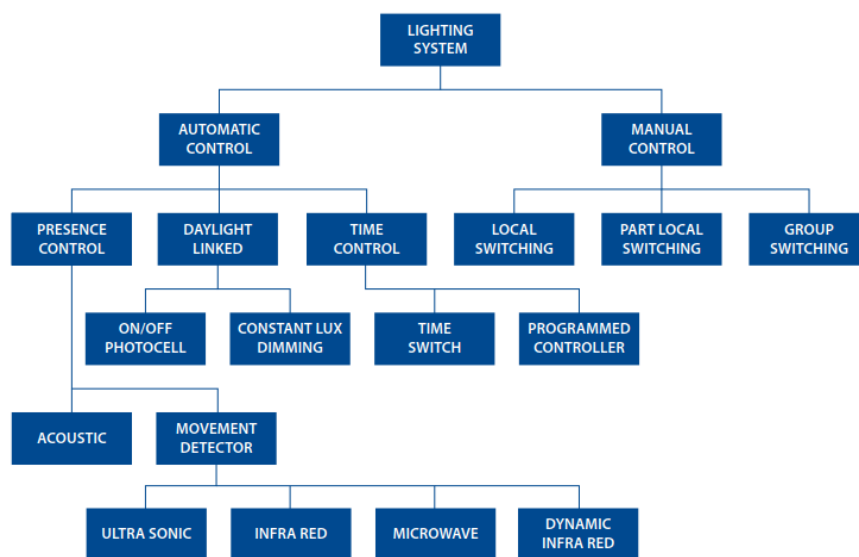 LIGHTING
SYSTEM
AUTOMATIC
CONTROL
MANUAL
CONTROL
PRESENCE
CONTROL
DAYLIGHT
LINKED
TIME
CONTROL
LOCAL
SWITCHING
PART LOCAL
SWITCHING
GROUP
SWITCHING
ON/OFF
PHOTOCELL
CONSTANT LUX
DIMMING
TIME
SWITCH
PROGRAMMED
CONTROLLER
ACOUSTIC
MOVEMENT
DETECTOR
ULTRA SONIC
INFRA RED
MICROWAVE
DYNAMIC
INFRA RED